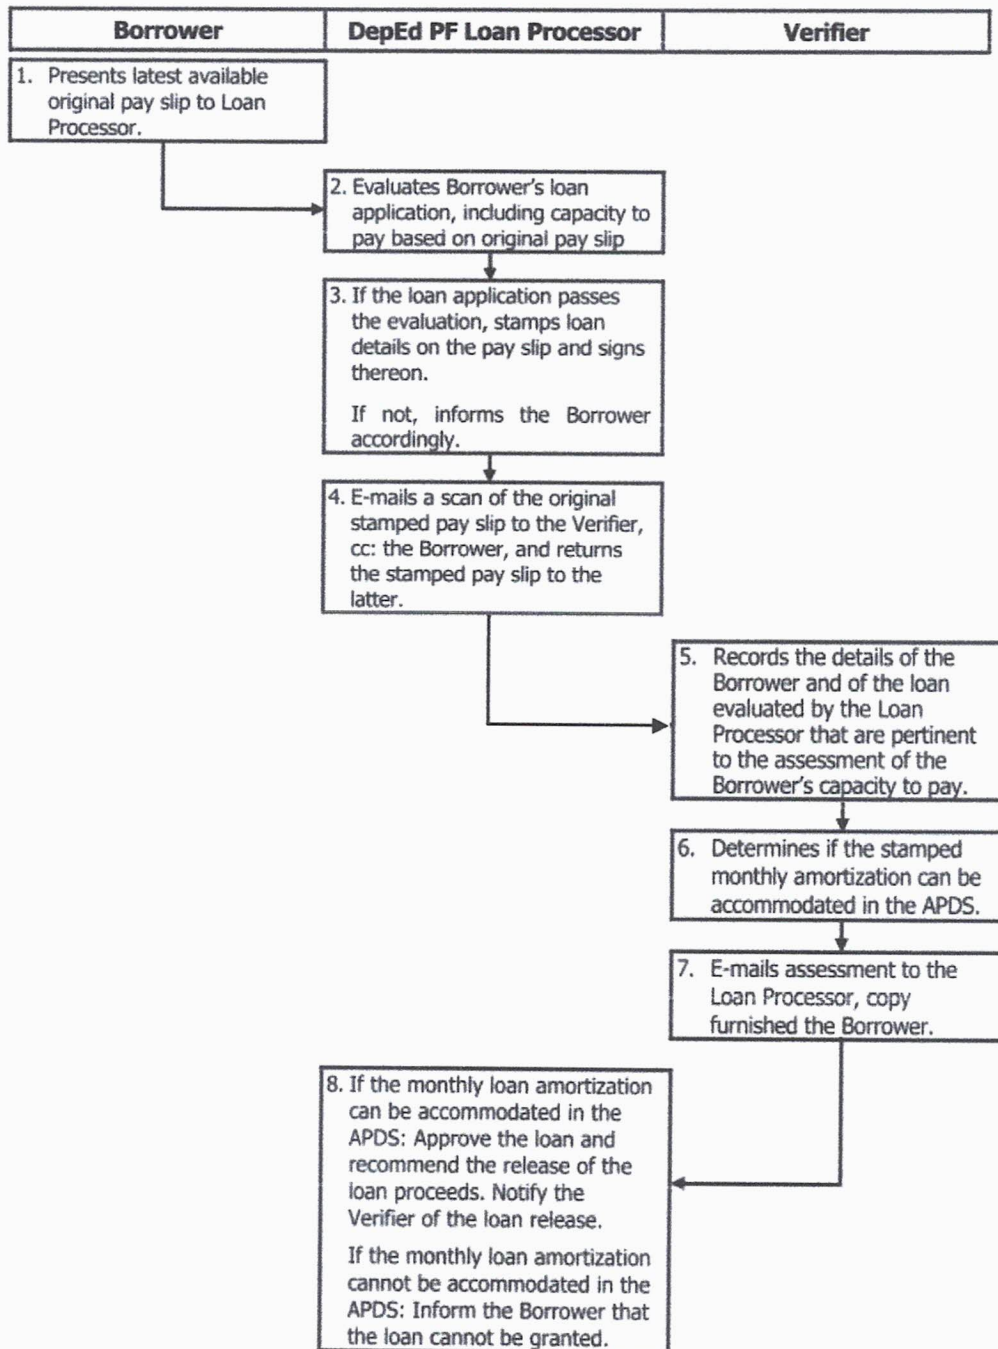 Borrower
DepEd PF Loan Processor
Verifier
1. Presents latest available
original pay slip to Loan
Processor.
2. Evaluates Borrower's loan
application, including capacity to
pay based on original pay slip
3. If the loan application passes
the evaluation, stamps loan
details on the pay slip and signs
thereon.
If not, informs the Borrower
accordingly.
4. E-mails a scan of the original
stamped pay slip to the Verifier,
cc: the Borrower, and returns
the stamped pay slip to the
latter.
5. Records the details of the
Borrower and of the loan
evaluated by the Loan
Processor that are pertinent
to the assessment of the
Borrower's capacity to pay.
6. Determines if the stamped
monthly amortization can be
accommodated in the APDS.
7. E-mails assessment to the
Loan Processor, copy
furnished the Borrower.
8. If the monthly loan amortization
can be accommodated in the
APDS: Approve the loan and
recommend the release of the
loan proceeds. Notify the
Verifier of the loan release.
If the monthly loan amortization
cannot be accommodated in the
APDS: Inform the Borrower that
the loan cannot be granted.